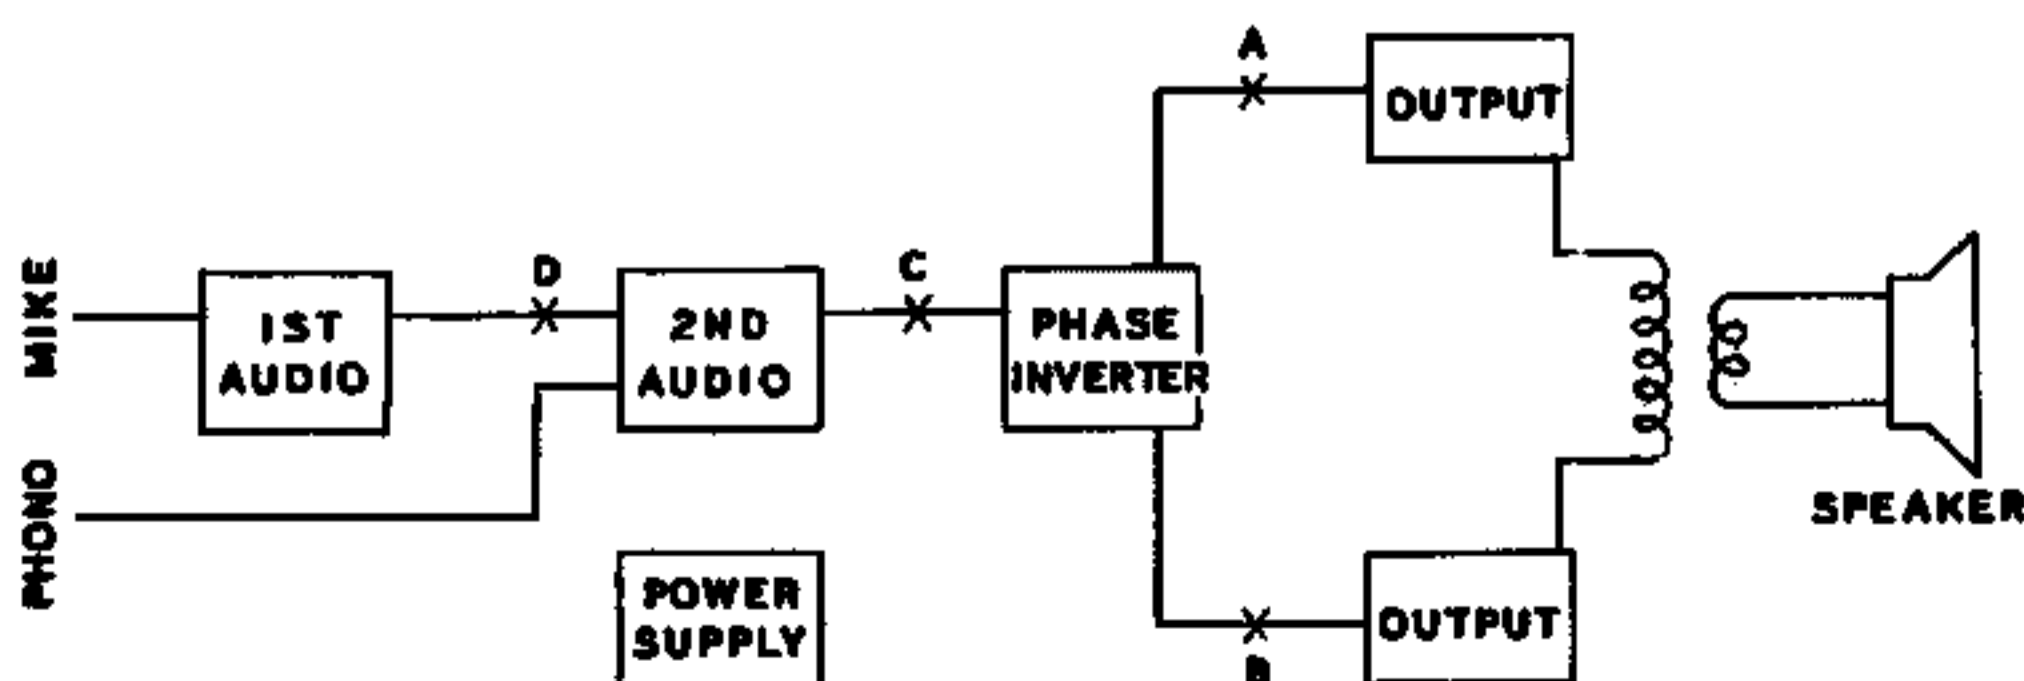 A
OUTPUT
MIKE
D
C
1ST
AUDIO
2ND
AUDIO
PHASE
INVERTER
PHONO
SPEAKER
POWER
SUPPLY
OUTPUT